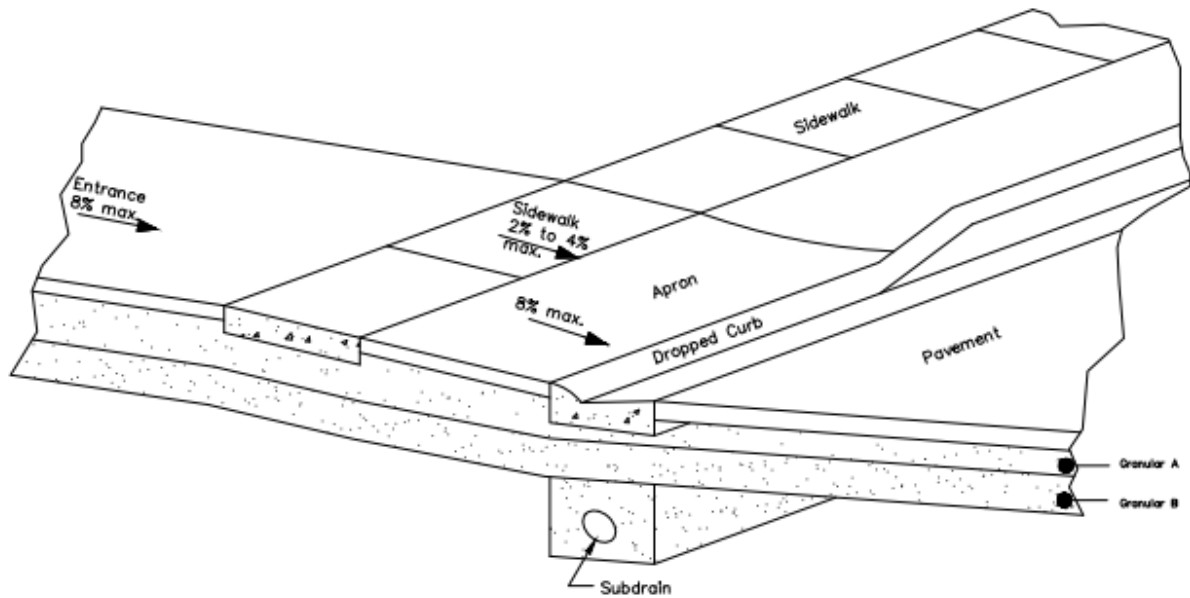 Sidewalk
Entrance
8% max.
Sidewalk
2% to 4%
max.
Apron
8% max.
Dropped Curb
Pavement
Granular A
Granular B
Subdrain